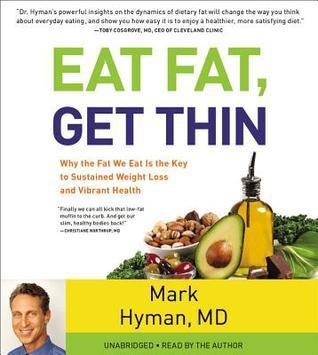 "Dr. Hyman's powerful insights on the dynamics of dietary fat will change the way you think
about everyday eating, and show you how easy it is to enjoy a healthier, more satisfying diet."
—TOBY COSGROVE, MD, CEO OF CLEVELAND CLINIC
EAT FAT,
GET THIN
Why the Fat We Eat Is the Key
to Sustained Weight Loss
and Vibrant Health
"Finally we can all kick that low-fat
muffin to the curb. And get our
slim, healthy bodies back!"
—CHRISTIANE NORTHRUP, MD
Mark
Hyman, MD
UNABRIDGED • READ BY THE AUTHOR